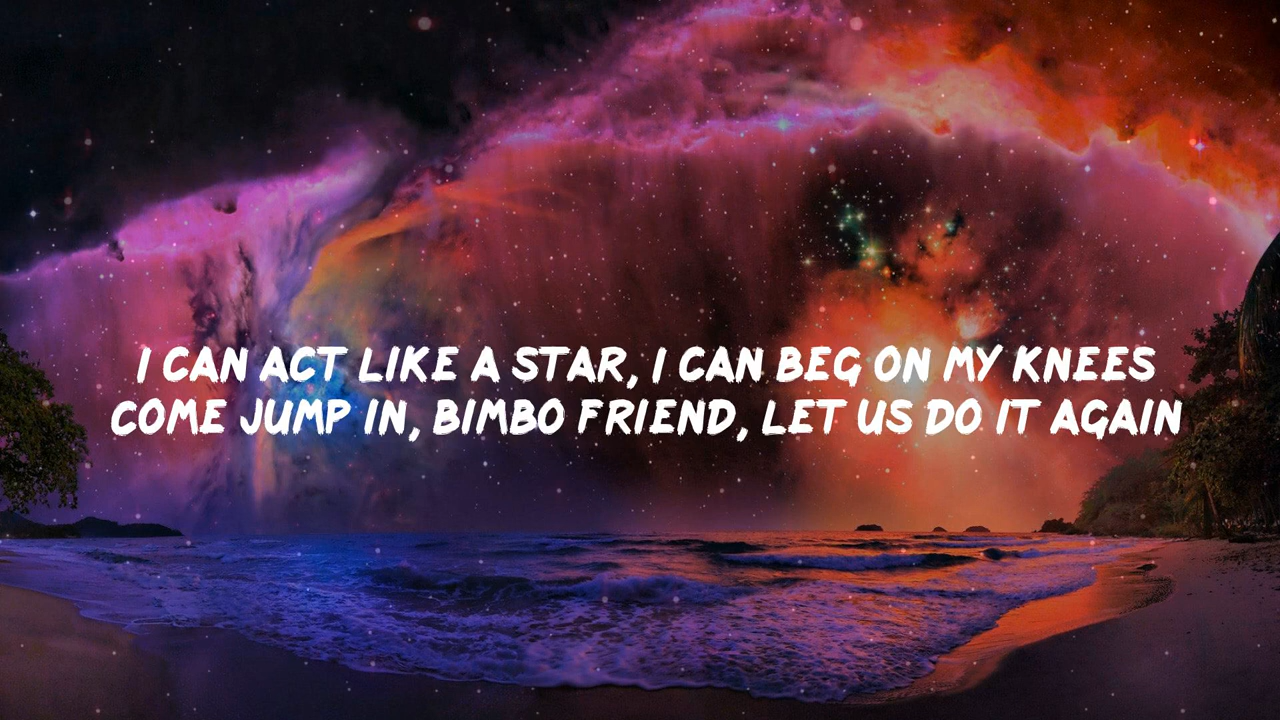 I CAN ACT LIKE A STAR, I CAN BEG ON MY KNEES
COME JUMP IN, BIMBO FRIEND, LET US DO IT AGAIN